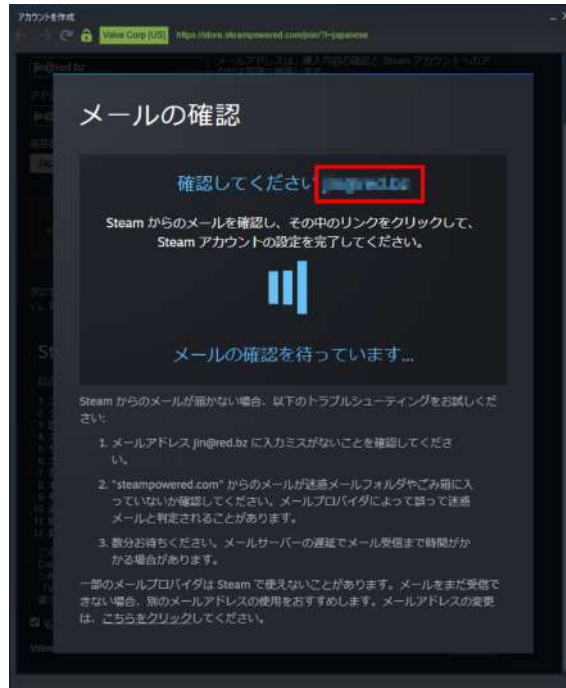 アカウントを作成
Valve Corp [US] https://store.steampowered.com/join/?l=japanese
メールの確認
確認してください
Steam からのメールを確認し、その中のリンクをクリックして、
Steam アカウントの設定を完了してください。
メールの確認を待っています...
Steam からのメールが届かない場合、以下のトラブルシューティングをお試しくだ
さい:
1. メールアドレス jin@red.bz に入力ミスがないことを確認してくださ
い。
2. "steampowered.com" からのメールが迷惑メールフォルダやごみ箱に入
っていないか確認してください。メールプロバイダによって誤って迷惑
メールと判定されることがあります。
3. 数分お待ちください。メールサーバーの遅延でメール受信まで時間がか
かる場合があります。
一部のメールプロバイダは Steam で使えないことがあります。メールをまだ受信で
きない場合、別のメールアドレスの使用をおすすめします。メールアドレスの変更
は、こちらをクリックしてください。